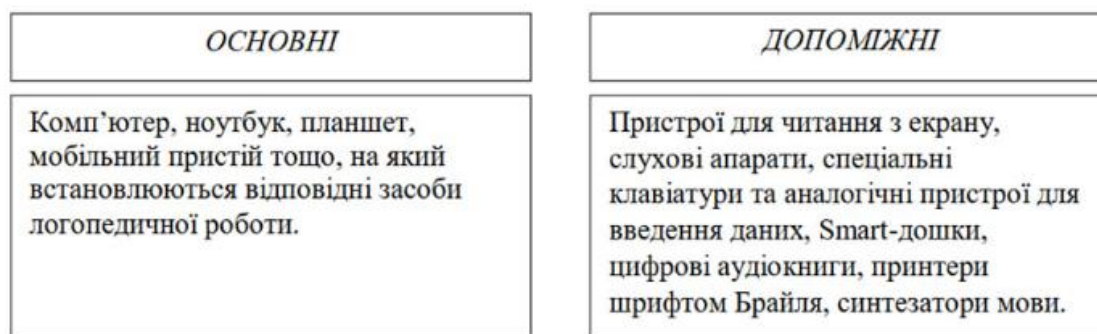 ОСНОВНІ
Комп’ютер, ноутбук, планшет,
мобільний пристій тощо, на який
встановлюються відповідні засоби
логопедичної роботи.
ДОПОМІЖНІ
Пристрої для читання з екрану,
слухові апарати, спеціальні
клавіатури та аналогічні пристрої для
введення даних, Smart-дошки,
цифрові аудіокниги, принтери
шрифтом Брайля, синтезатори мови.